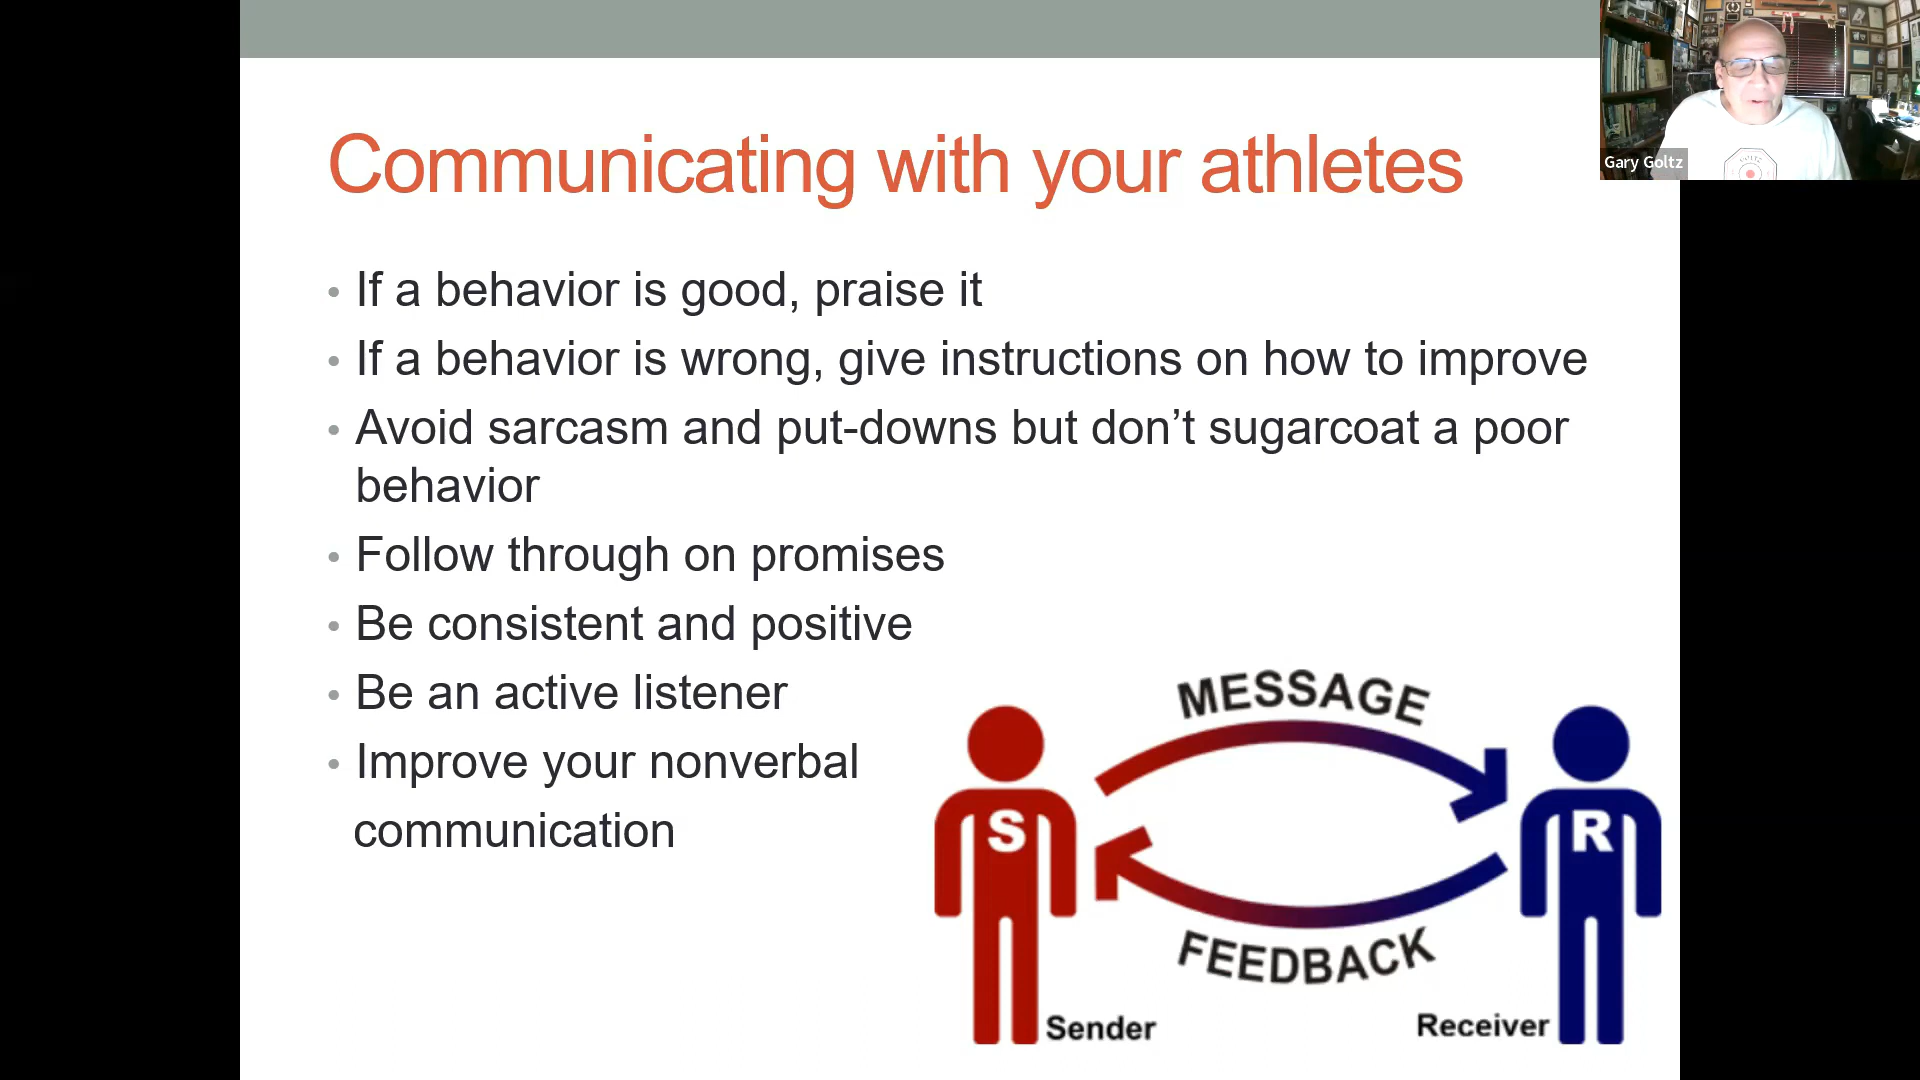 Communicating with your athletes
• If a behavior is good, praise it
• If a behavior is wrong, give instructions on how to improve
• Avoid sarcasm and put-downs but don’t sugarcoat a poor
behavior
• Follow through on promises
• Be consistent and positive
• Be an active listener
• Improve your nonverbal
communication
MESSAGE
S
R
FEEDBACK
Sender
Receiver
Gary Goltz
GOLTZ